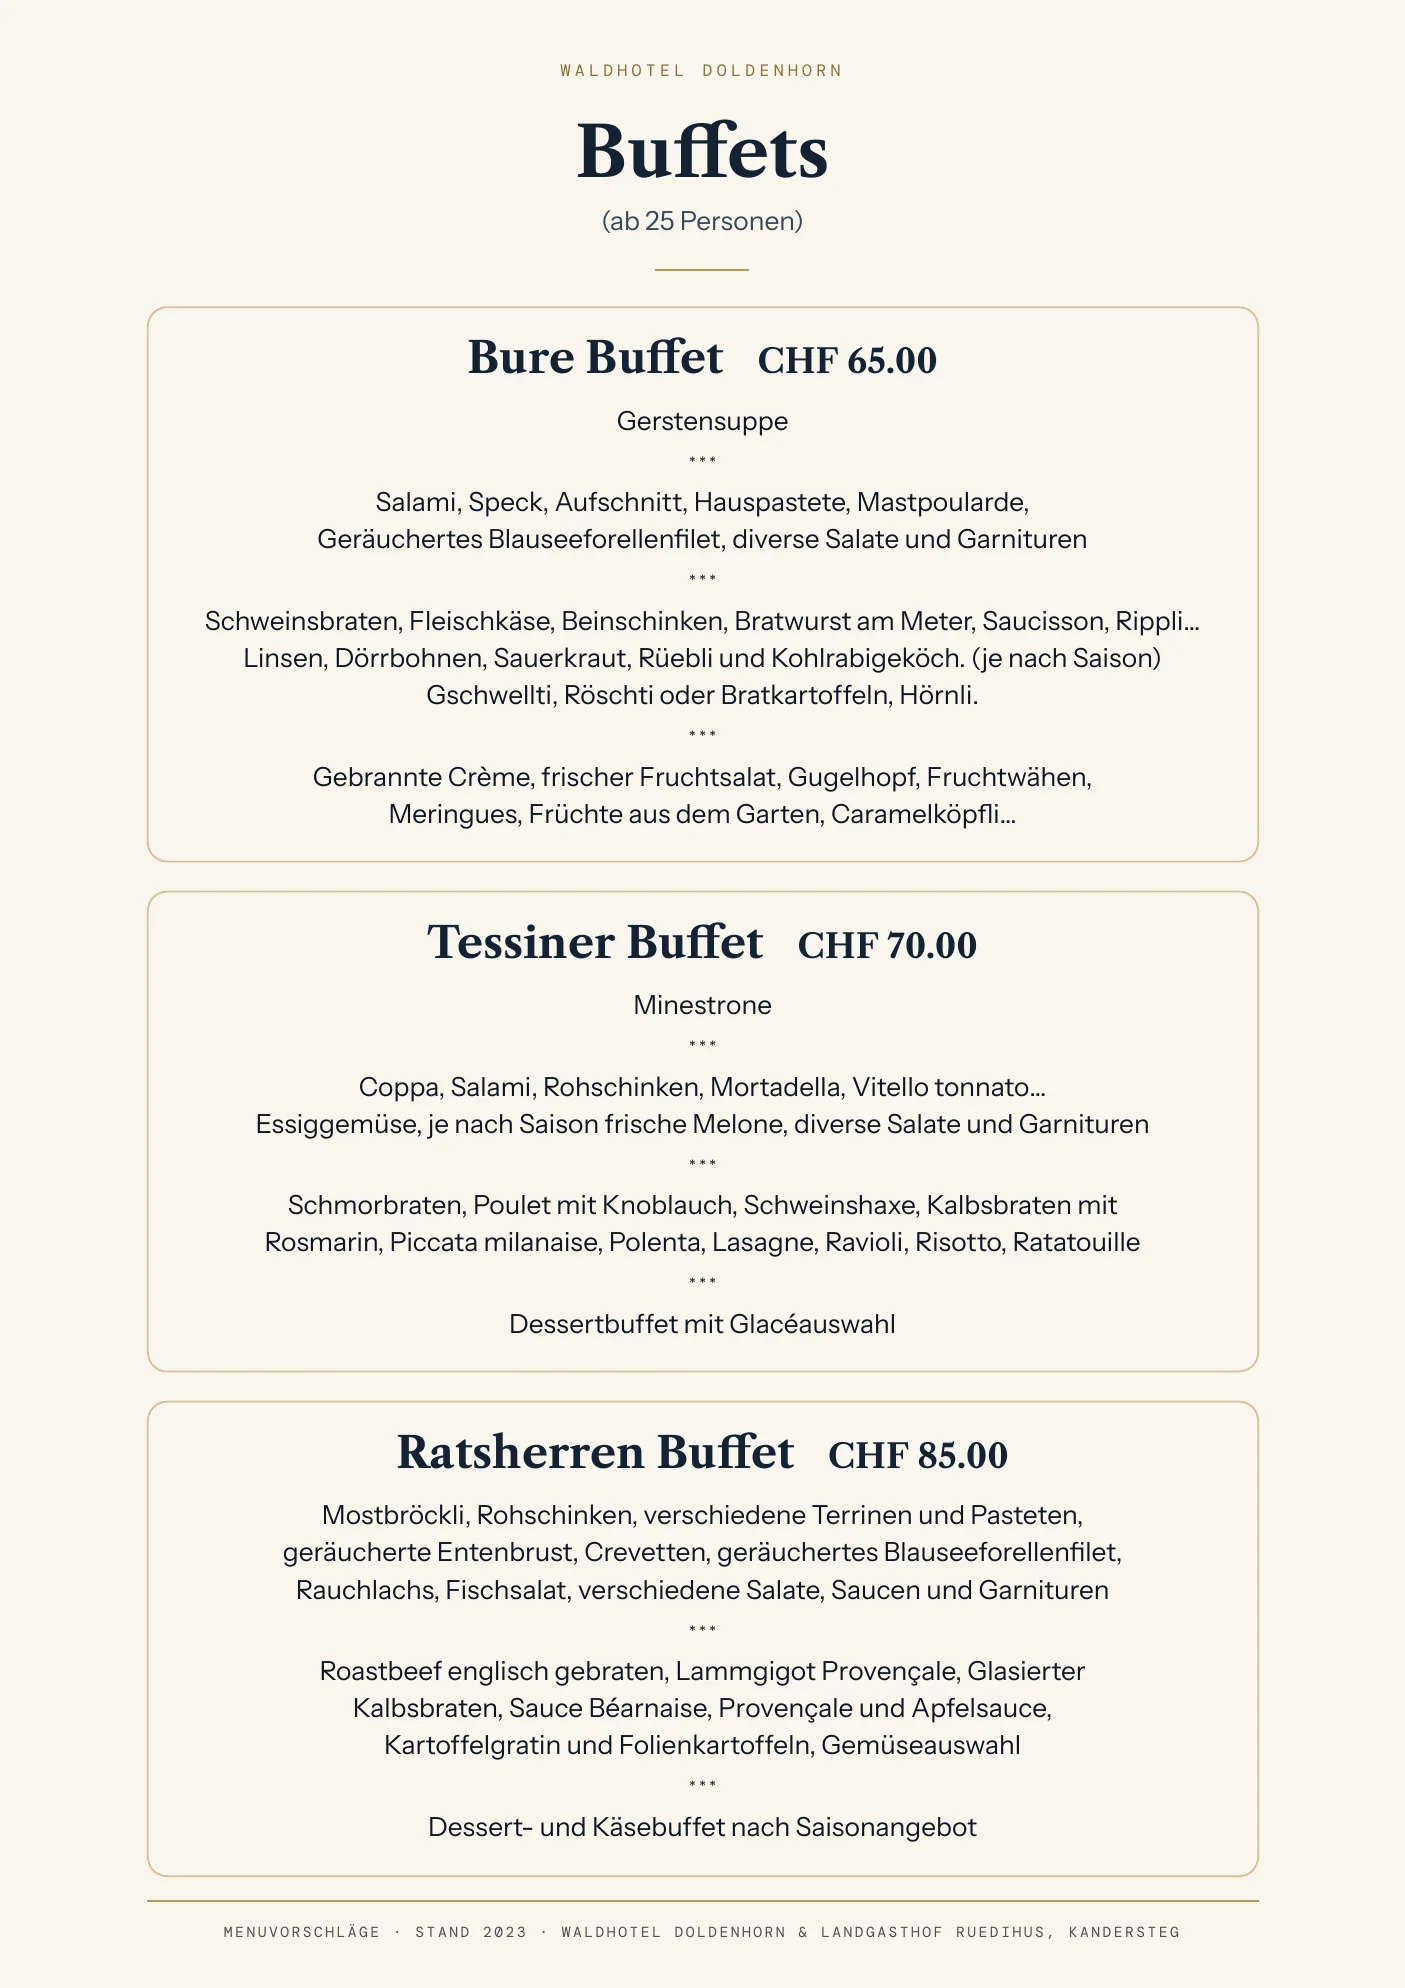 WALDHOTEL DOLDENHORN
Buffets
(ab 25 Personen)
Bure Buffet CHF 65.00
Gerstensuppe
***
Salami, Speck, Aufschnitt, Hauspastete, Mastpoularde,
Geräuchertes Blauseeforellenfilet, diverse Salate und Garnituren
***
Schweinsbraten, Fleischkäse, Beinschinken, Bratwurst am Meter, Saucisson, Rippli...
Linsen, Dörrbohnen, Sauerkraut, Rüebli und Kohlrabigeköch. (je nach Saison)
Gschwellti, Röschti oder Bratkartoffeln, Hörnli.
***
Gebrannte Crème, frischer Fruchtsalat, Gugelhopf, Fruchtwähen,
Meringues, Früchte aus dem Garten, Caramelköpfli...
Tessiner Buffet CHF 70.00
Minestrone
***
Coppa, Salami, Rohschinken, Mortadella, Vitello tonnato...
Essiggemüse, je nach Saison frische Melone, diverse Salate und Garnituren
***
Schmorbraten, Poulet mit Knoblauch, Schweinshaxe, Kalbsbraten mit
Rosmarin, Piccata milanaise, Polenta, Lasagne, Ravioli, Risotto, Ratatouille
***
Dessertbuffet mit Glacéauswahl
Ratsherren Buffet CHF 85.00
Mostbröckli, Rohschinken, verschiedene Terrinen und Pasteten,
geräucherte Entenbrust, Crevetten, geräuchertes Blauseeforellenfilet,
Rauchlachs, Fischsalat, verschiedene Salate, Saucen und Garnituren
***
Roastbeef englisch gebraten, Lammgigot Provençale, Glasierter
Kalbsbraten, Sauce Béarnaise, Provençale und Apfelsauce,
Kartoffelgratin und Folienkartoffeln, Gemüseauswahl
***
Dessert- und Käsebuffet nach Saisonangebot
MENUVORSCHLÄGE · STAND 2023 · WALDHOTEL DOLDENHORN & LANDGASTHOF RUEDIHUS, KANDERSTEG